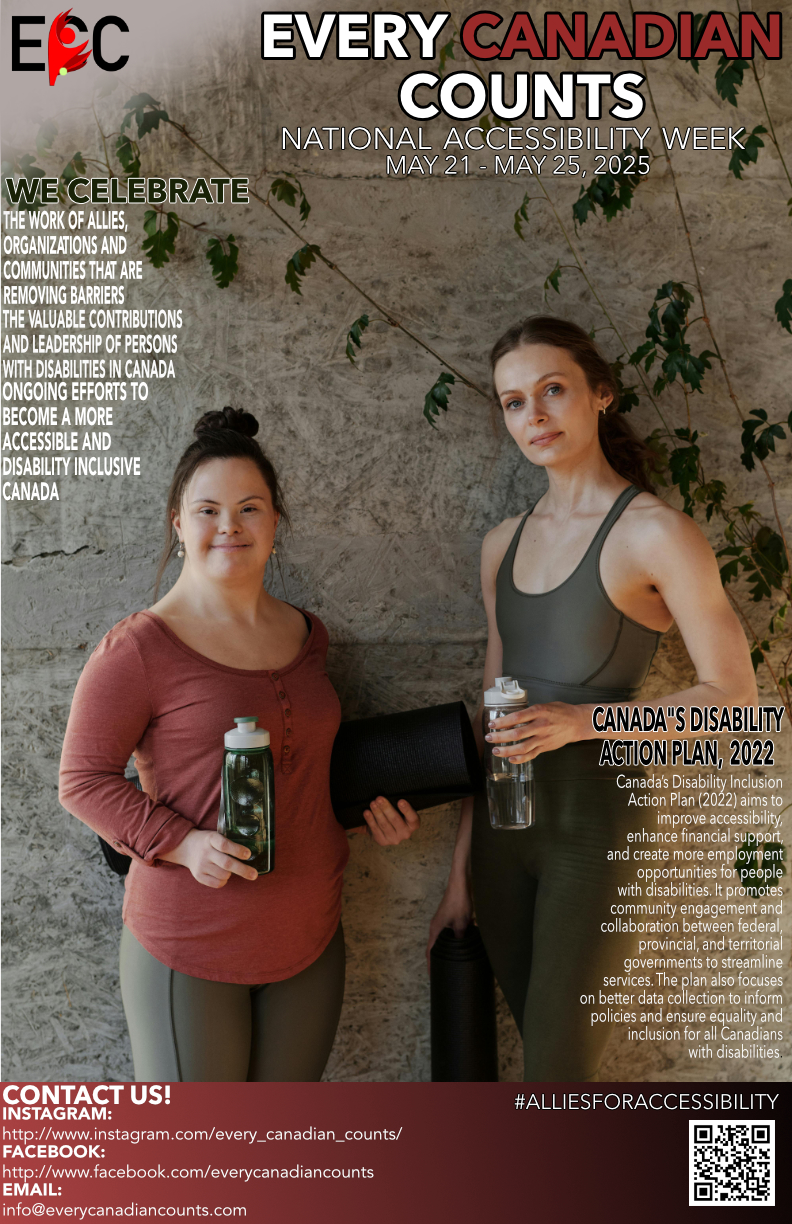 ECC
EVERY CANADIAN
COUNTS
NATIONAL ACCESSIBILITY WEEK
MAY 21 - MAY 25, 2025
WE CELEBRATE
THE WORK OF ALLIES,
ORGANIZATIONS AND
COMMUNITIES THAT ARE
REMOVING BARRIERS
THE VALUABLE CONTRIBUTIONS
AND LEADERSHIP OF PERSONS
WITH DISABILITIES IN CANADA
ONGOING EFFORTS TO
BECOME A MORE
ACCESSIBLE AND
DISABILITY INCLUSIVE
CANADA
CANADA"S DISABILITY
ACTION PLAN, 2022
Canada's Disability Inclusion
Action Plan (2022) aims to
improve accessibility,
enhance financial support,
and create more employment
opportunities for people
with disabilities. It promotes
community engagement and
collaboration between federal,
provincial, and territorial
governments to streamline
services. The plan also focuses
on better data collection to inform
policies and ensure equality and
inclusion for all Canadians
with disabilities.
CONTACT US!
INSTAGRAM:
http://www.instagram.com/every_canadian_counts/
FACEBOOK:
http://www.facebook.com/everycanadiancounts
EMAIL:
info@everycanadiancounts.com
#ALLIESFORACCESSIBILITY